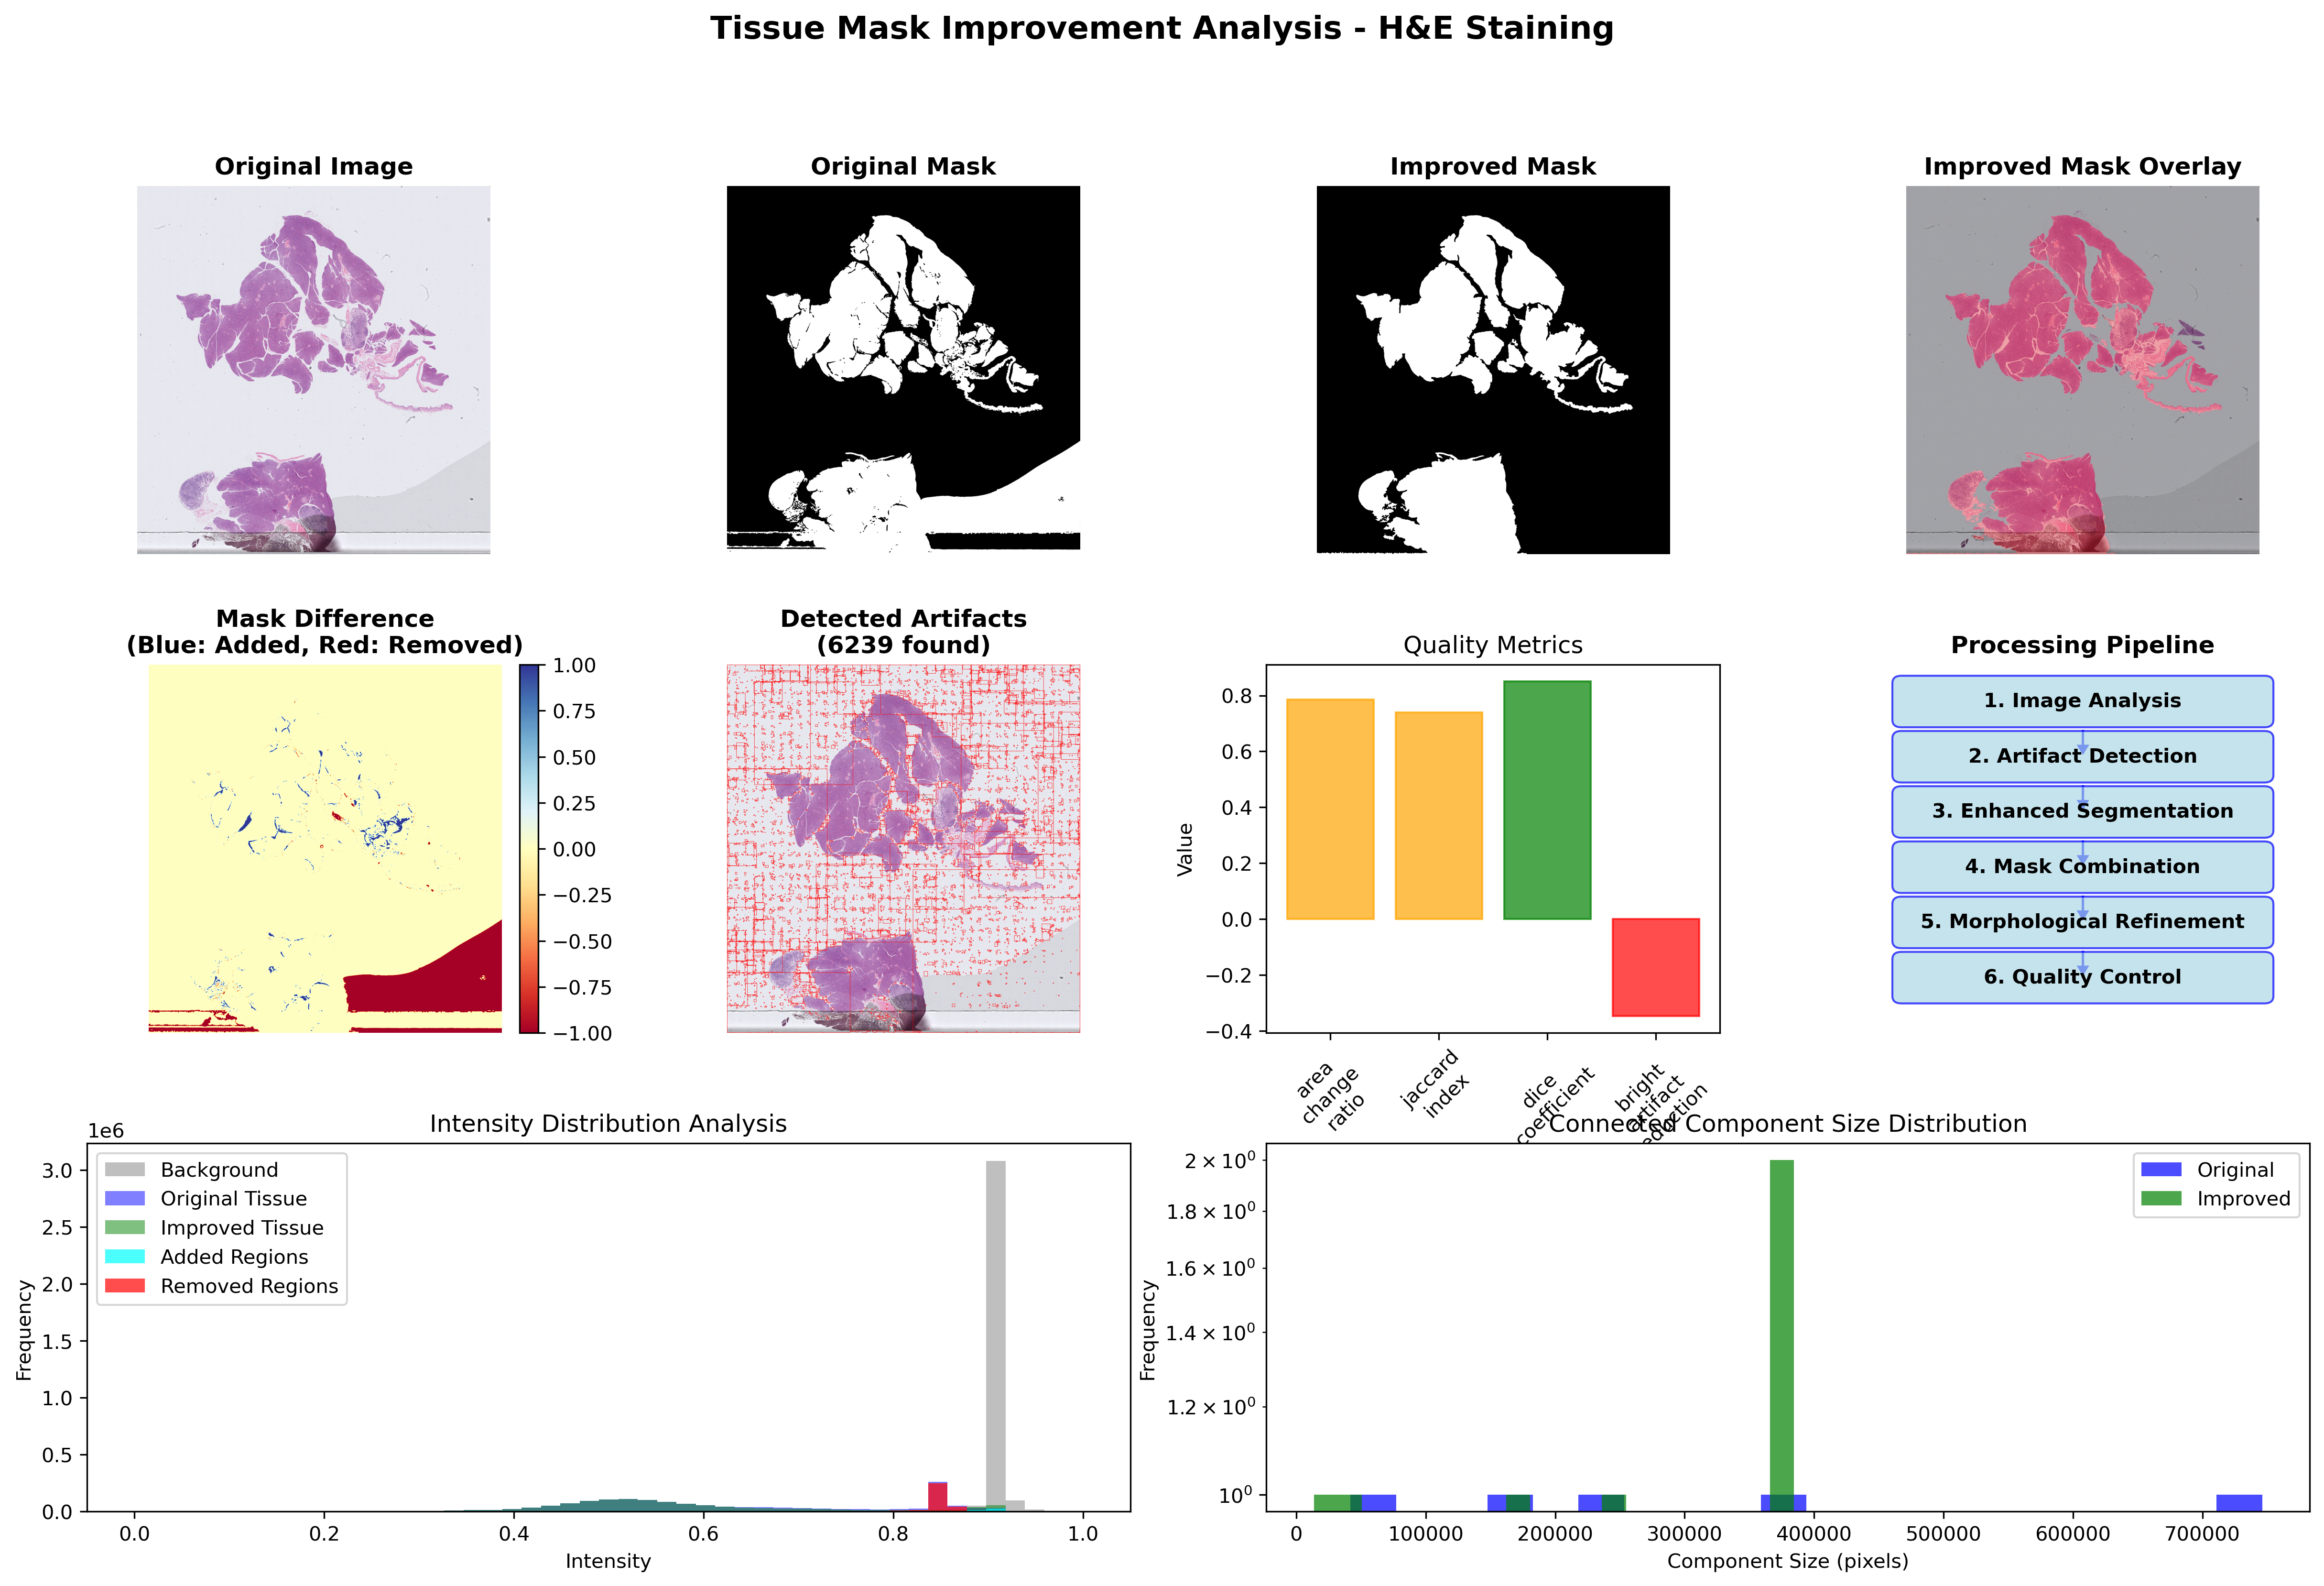 Tissue Mask Improvement Analysis - H&E Staining
Original Image
Original Mask
Improved Mask
Improved Mask Overlay
Mask Difference
(Blue: Added, Red: Removed)
1.00
0.75
0.50
0.25
0.00
−0.25
−0.50
−0.75
−1.00
Detected Artifacts
(6239 found)
Quality Metrics
Value
0.8
0.6
0.4
0.2
0.0
−0.2
−0.4
area
change
ratio
jaccard
index
dice
coefficient
bright
artifact
Processing Pipeline
1. Image Analysis
2. Artifact Detection
3. Enhanced Segmentation
4. Mask Combination
5. Morphological Refinement
6. Quality Control
Intensity Distribution Analysis
1e6
Frequency
3.0
2.5
2.0
1.5
1.0
0.5
0.0
Background
Original Tissue
Improved Tissue
Added Regions
Removed Regions
0.0
0.2
0.4
0.6
0.8
1.0
Intensity
Connected Component Size Distribution
Frequency
2 × 10⁰
1.8 × 10⁰
1.6 × 10⁰
1.4 × 10⁰
1.2 × 10⁰
10⁰
Original
Improved
0
100000
200000
300000
400000
500000
600000
700000
Component Size (pixels)